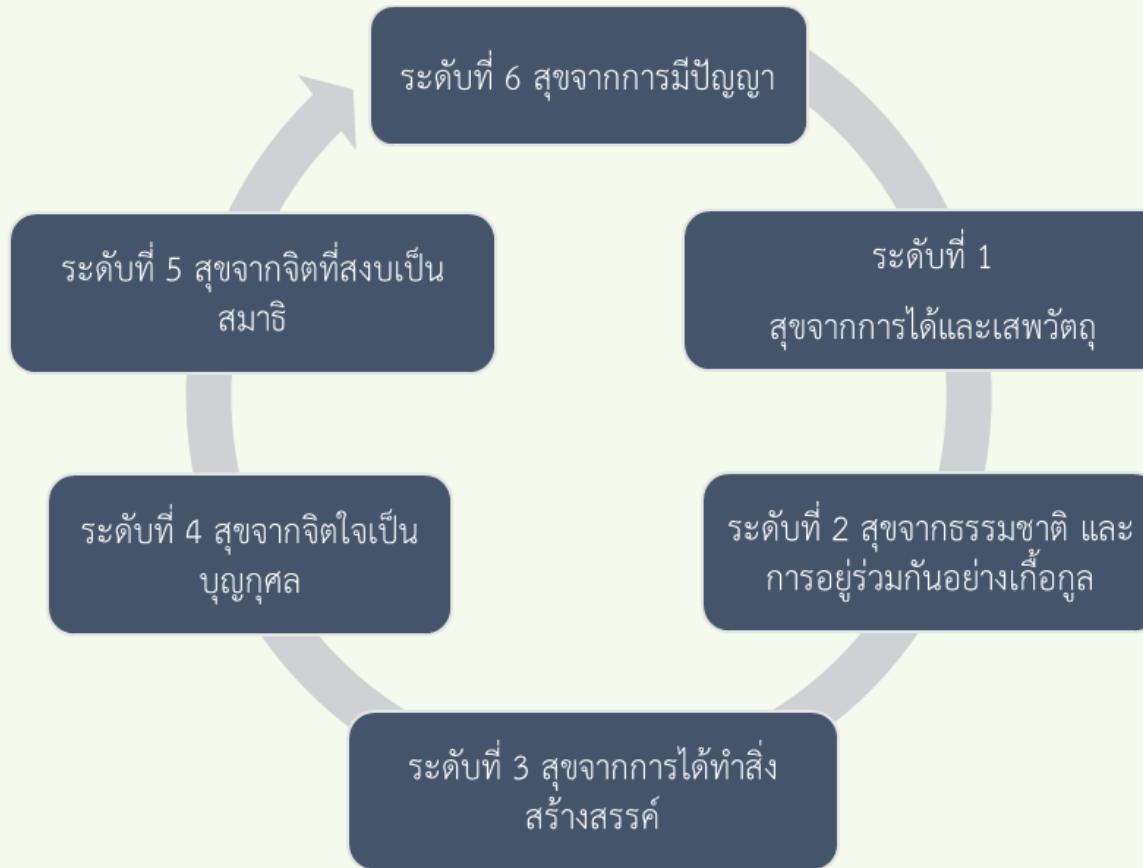 ระดับที่ 6 สุขจากการมีปัญญา
ระดับที่ 1
สุขจากการได้และเสพวัตถุ
ระดับที่ 2 สุขจากธรรมชาติ และ
การอยู่ร่วมกันอย่างเกื้อกูล
ระดับที่ 3 สุขจากการได้ทำสิ่ง
สร้างสรรค์
ระดับที่ 4 สุขจากจิตใจเป็น
บุญกุศล
ระดับที่ 5 สุขจากจิตที่สงบเป็น
สมาธิ